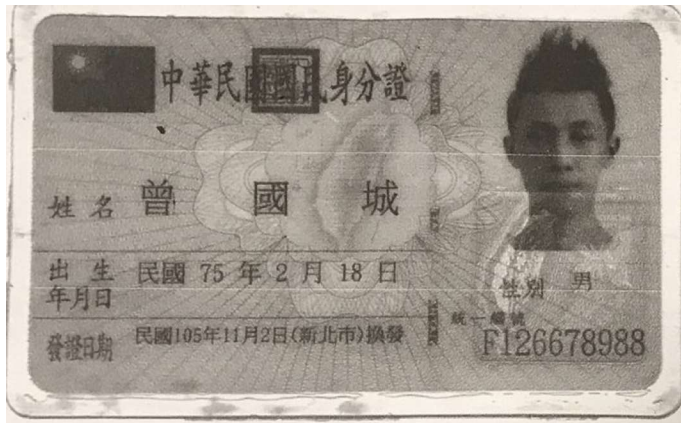 中華民國國民身分證
姓名 曾國城
出生年月日 民國 75 年 2 月 18 日
性別 男
發證日期 民國105年11月2日(新北市)換發
統一編號
F126678988